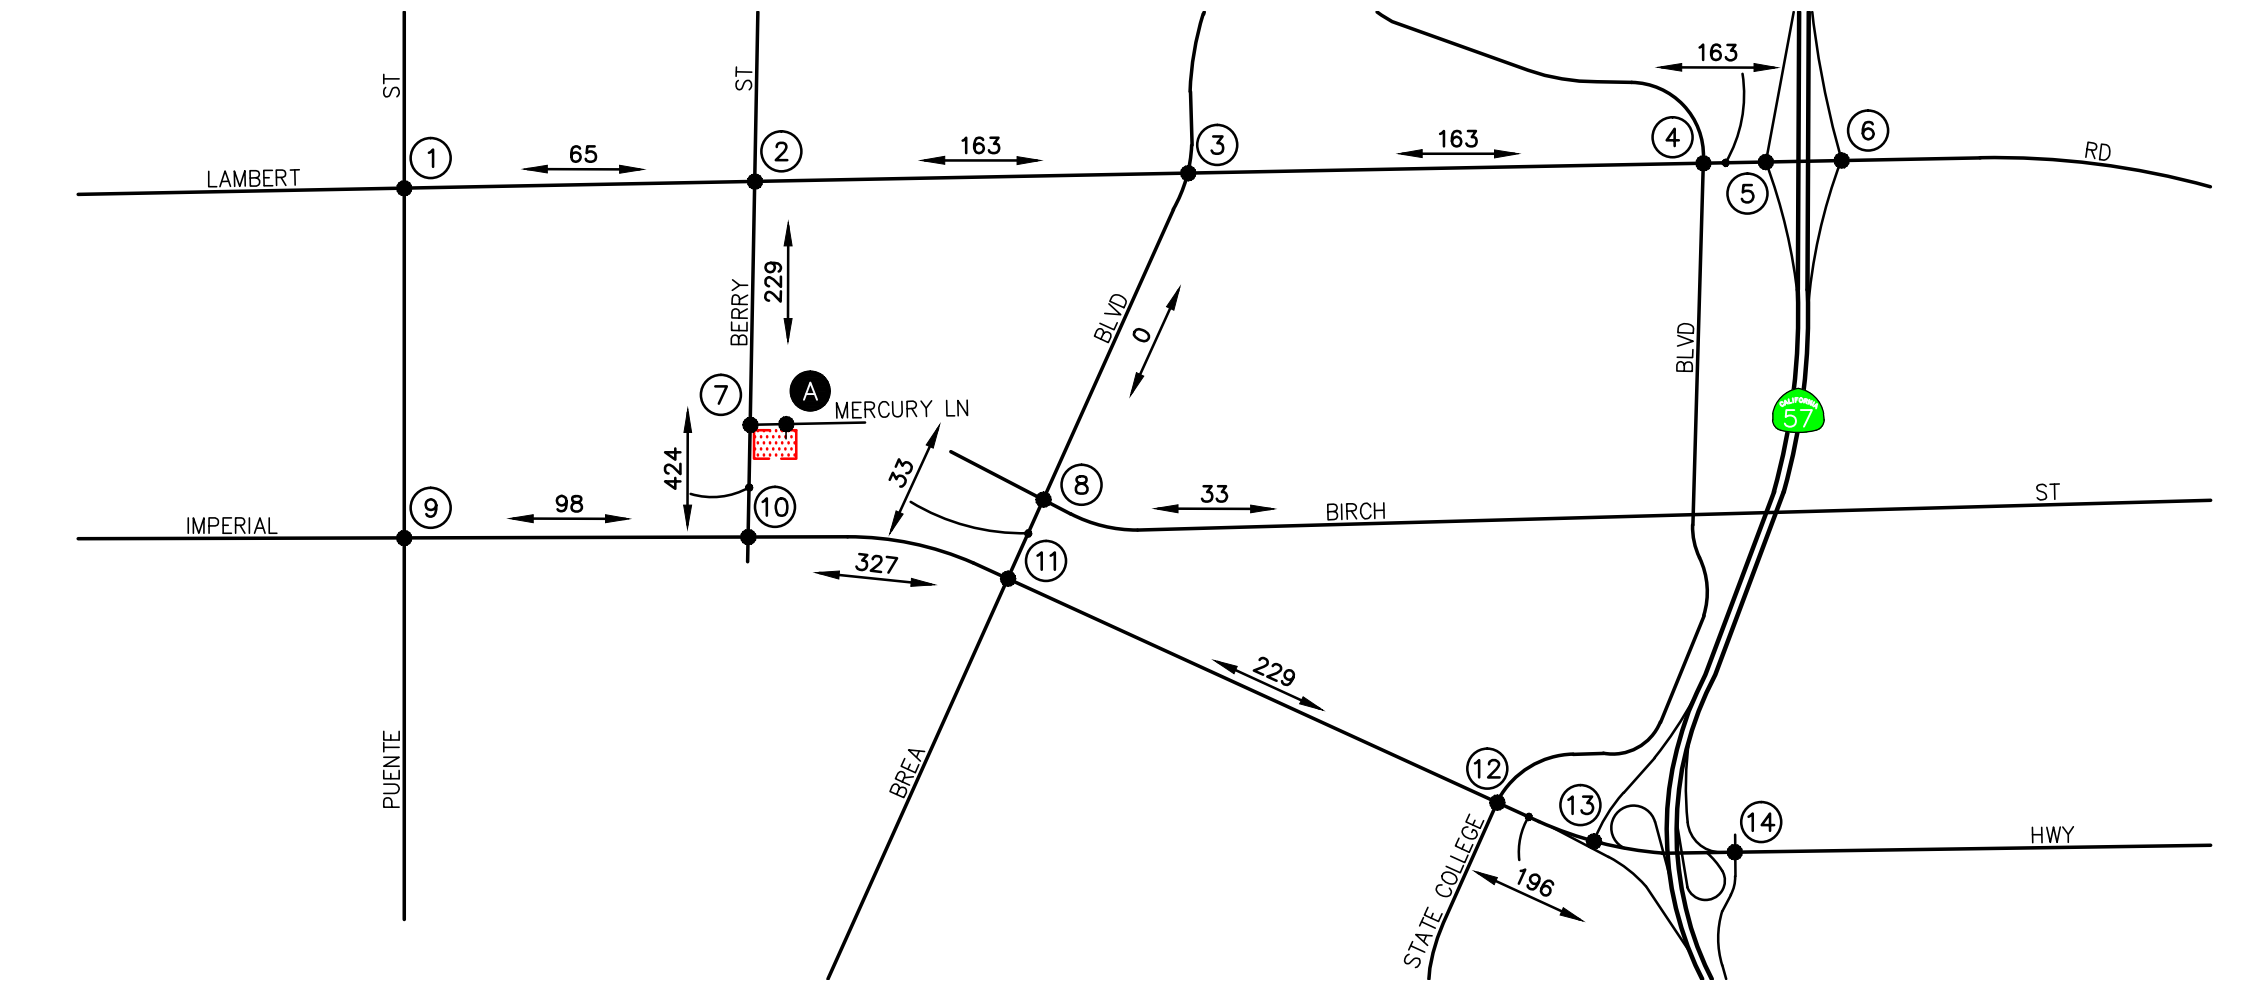 163
ST
ST
6
4
3
2
1
65
163
163
RD
LAMBERT
5
229
BERRY
BLVD
0
BLVD
7
A
MERCURY LN
CALIFORNIA
57
424
33
8
33
BIRCH
ST
9
98
10
IMPERIAL
11
327
229
PUENTE
BREA
12
13
14
HWY
STATE COLLEGE
196